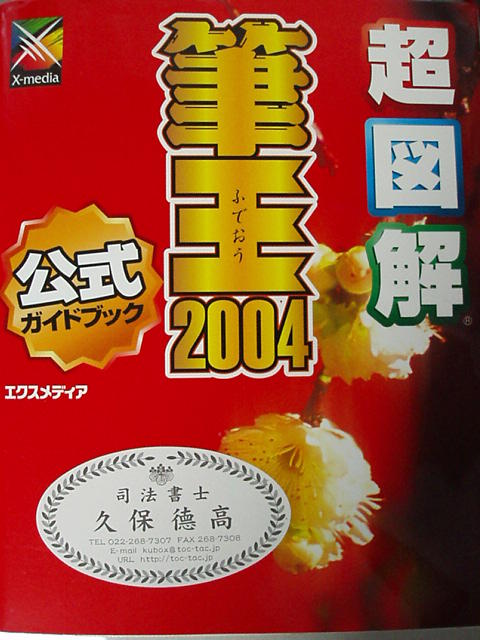 X-media
超図解
筆王
ふでおう
2004
公式
ガイドブック
エクスメディア
司法書士
久保德高
TEL 022-268-7307 FAX 268-7308
E-mail kubox@toc-tac.jp
URL http://toc-tac.jp